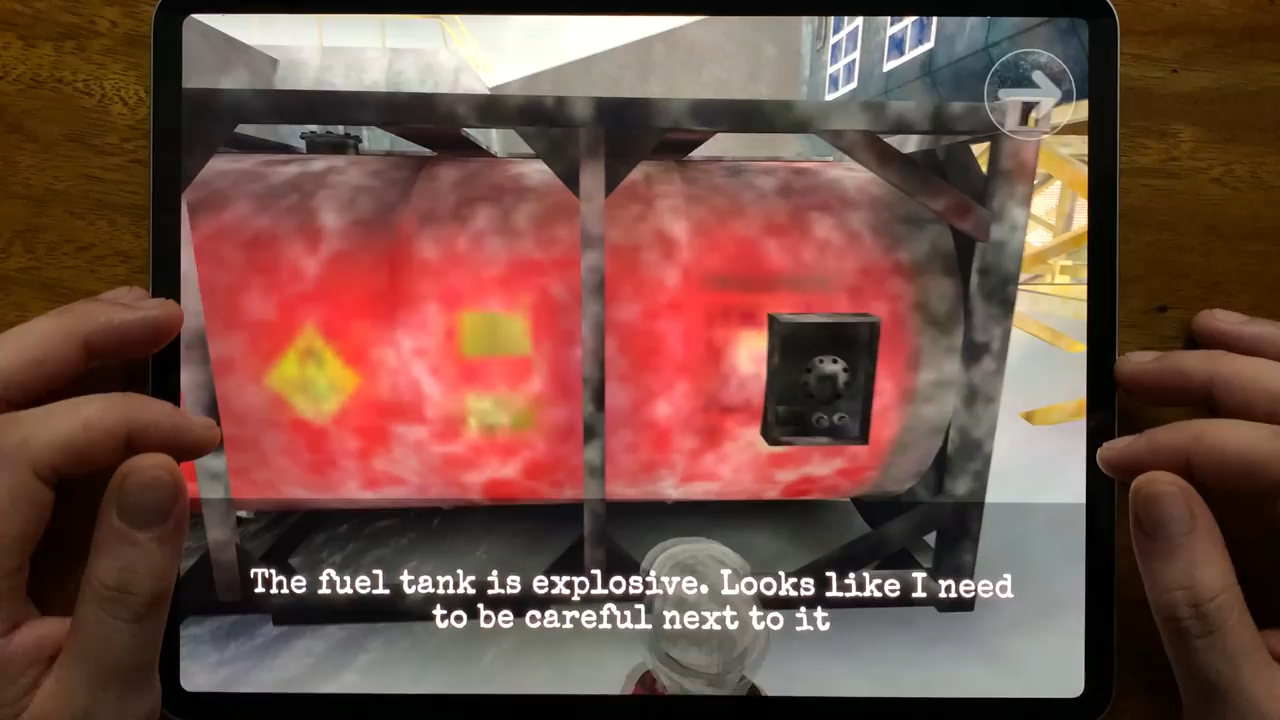 The fuel tank is explosive. Looks like I need
to be careful next to it